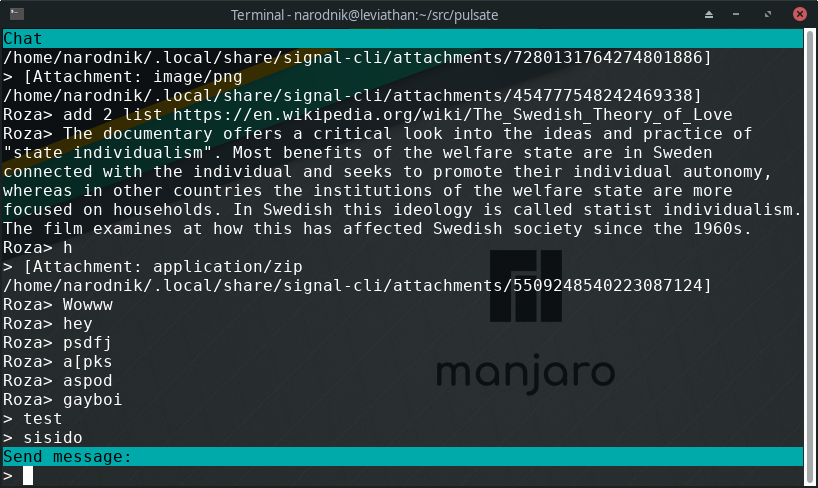 Terminal - narodnik@leviathan:~/src/pulsate
Chat
/home/narodnik/.local/share/signal-cli/attachments/7280131764274801886]
> [Attachment: image/png
/home/narodnik/.local/share/signal-cli/attachments/454777548242469338]
Roza> add 2 list https://en.wikipedia.org/wiki/The_Swedish_Theory_of_Love
Roza> The documentary offers a critical look into the ideas and practice of
"state individualism". Most benefits of the welfare state are in Sweden
connected with the individual and seeks to promote their individual autonomy,
whereas in other countries the institutions of the welfare state are more
focused on households. In Swedish this ideology is called statist individualism.
The film examines at how this has affected Swedish society since the 1960s.
Roza> h
> [Attachment: application/zip
/home/narodnik/.local/share/signal-cli/attachments/5509248540223087124]
Roza> Wowww
Roza> hey
Roza> psdfj
Roza> a[pks
Roza> aspod
Roza> gayboi
> test
> sisido
manjaro
Send message:
>